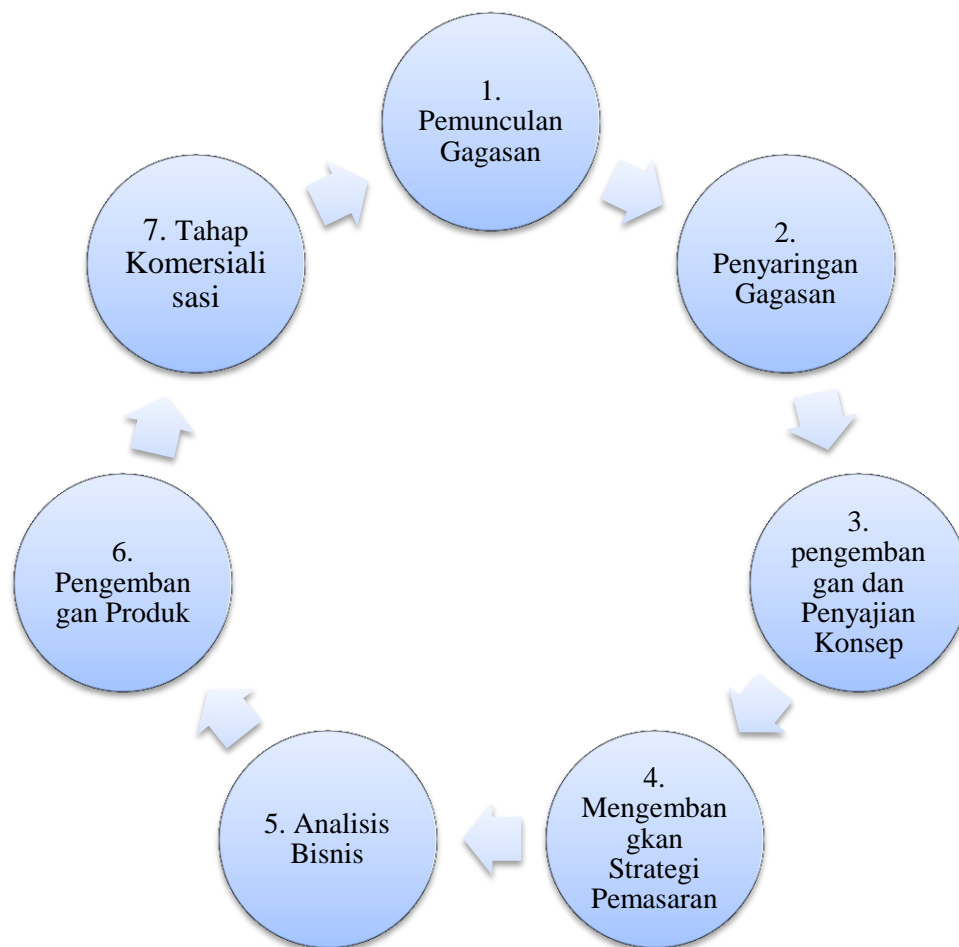 1.
Pemunculan
Gagasan
2.
Penyaringan
Gagasan
3.
pengemban
gan dan
Penyajian
Konsep
4.
Mengemban
gkan
Strategi
Pemasaran
5. Analisis
Bisnis
6.
Pengemban
gan Produk
7. Tahap
Komersiali
sasi